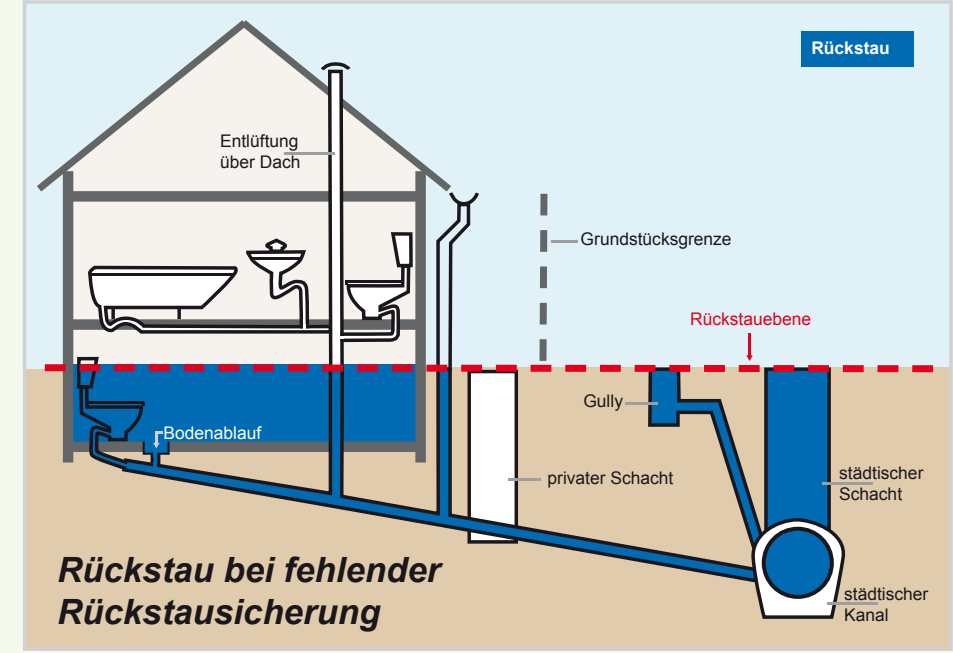 Rückstau
Entlüftung
über Dach
Grundstücksgrenze
Rückstauebene
Gully
Bodenablauf
privater Schacht
städtischer
Schacht
Rückstau bei fehlender
Rückstausicherung
städtischer
Kanal